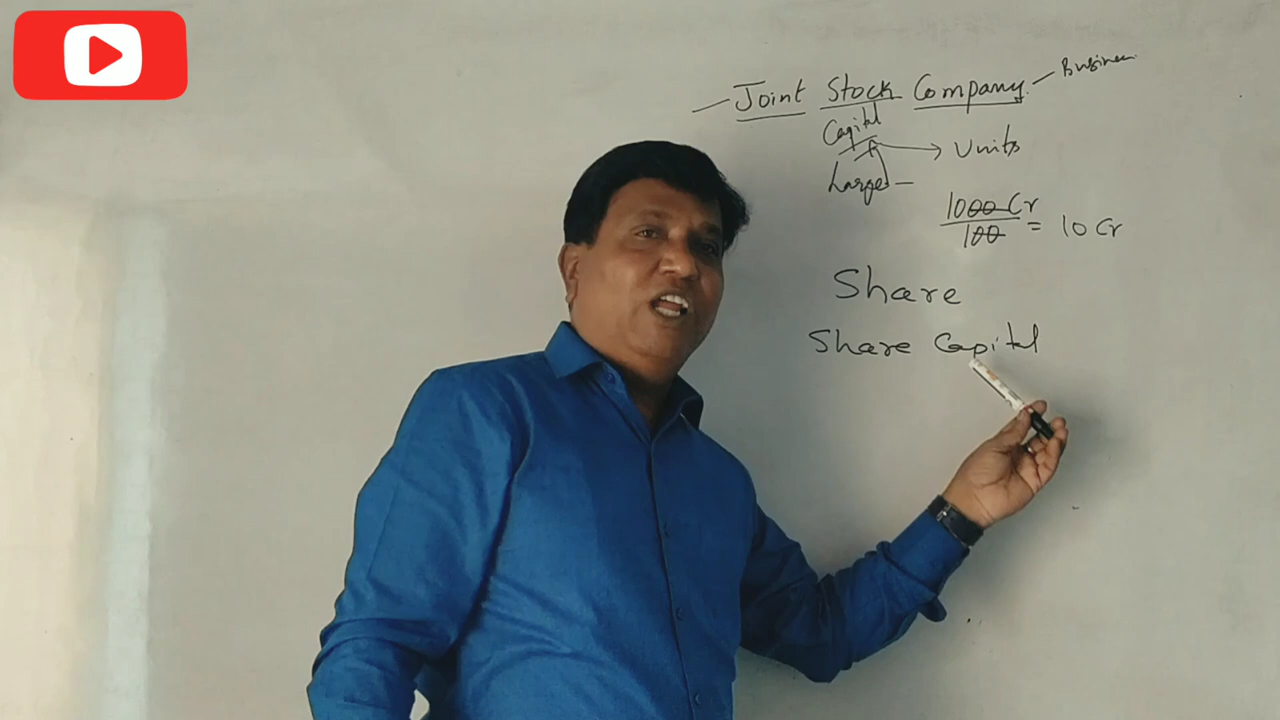 Joint Stock Company - Business
Capital
→ Units
Large -
1000 Cr
100
= 10 Cr
Share
Share Capital